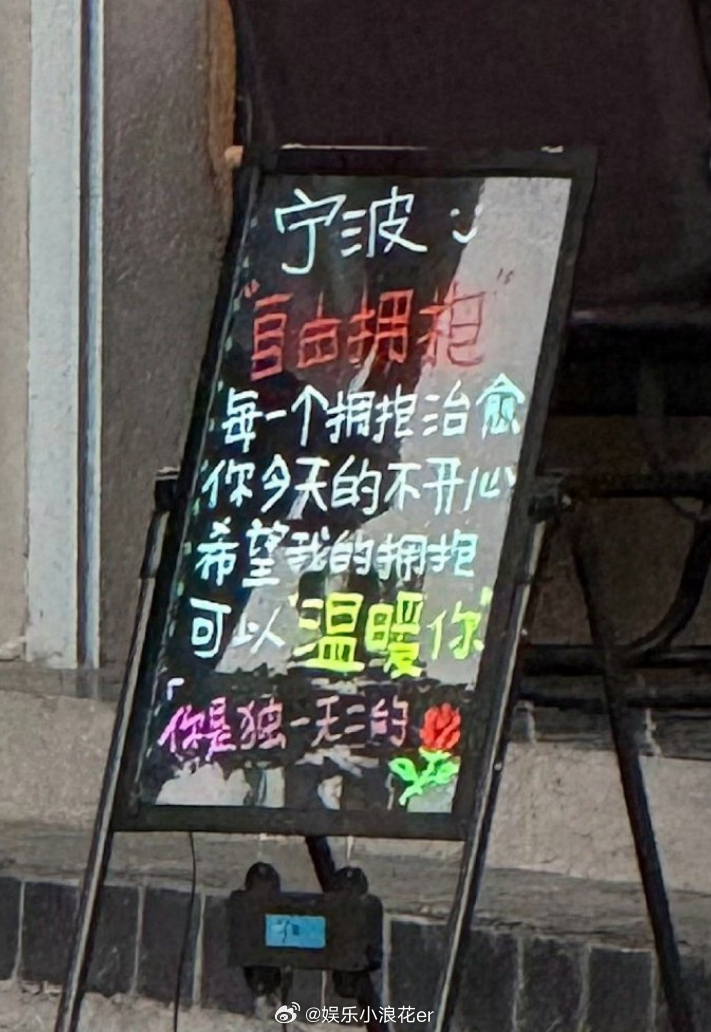 宁波:
"自由拥抱"
每一个拥抱治愈
你今天的不开心
希望我的拥抱
可以"温暖你"
「你是独一无二的
@娱乐小浪花er